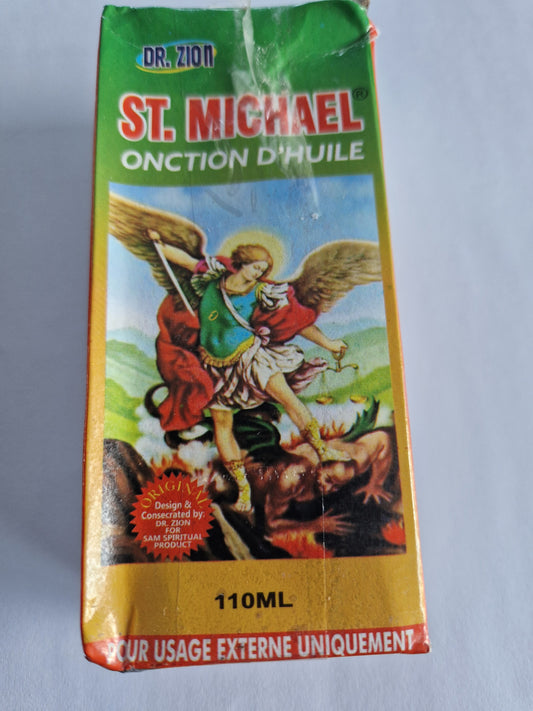 DR. ZION
ST. MICHAEL®
ONCTION D'HUILE
ORIGINAL
Design &
Consecrated by:
DR. ZION
FOR
SAM SPIRITUAL
PRODUCT
110ML
OUR USAGE EXTERNE UNIQUEMENT